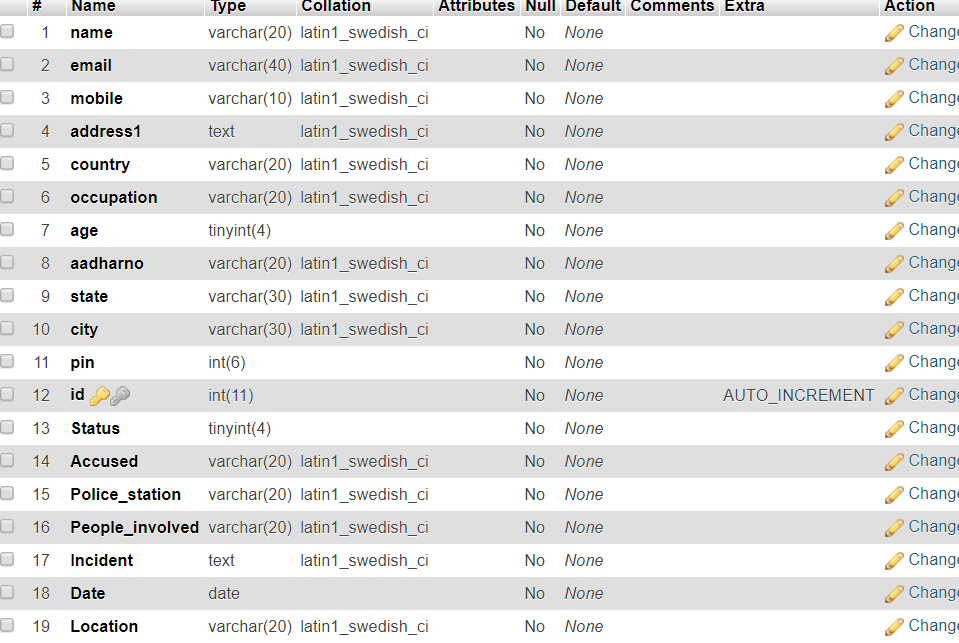 # Name Type Collation Attributes Null Default Comments Extra Action
1 name varchar(20) latin1_swedish_ci No None Change
2 email varchar(40) latin1_swedish_ci No None Change
3 mobile varchar(10) latin1_swedish_ci No None Change
4 address1 text latin1_swedish_ci No None Change
5 country varchar(20) latin1_swedish_ci No None Change
6 occupation varchar(20) latin1_swedish_ci No None Change
7 age tinyint(4) No None Change
8 aadharno varchar(20) latin1_swedish_ci No None Change
9 state varchar(30) latin1_swedish_ci No None Change
10 city varchar(30) latin1_swedish_ci No None Change
11 pin int(6) No None Change
12 id int(11) No None AUTO_INCREMENT Change
13 Status tinyint(4) No None Change
14 Accused varchar(20) latin1_swedish_ci No None Change
15 Police_station varchar(20) latin1_swedish_ci No None Change
16 People_involved varchar(20) latin1_swedish_ci No None Change
17 Incident text latin1_swedish_ci No None Change
18 Date date No None Change
19 Location varchar(20) latin1_swedish_ci No None Change